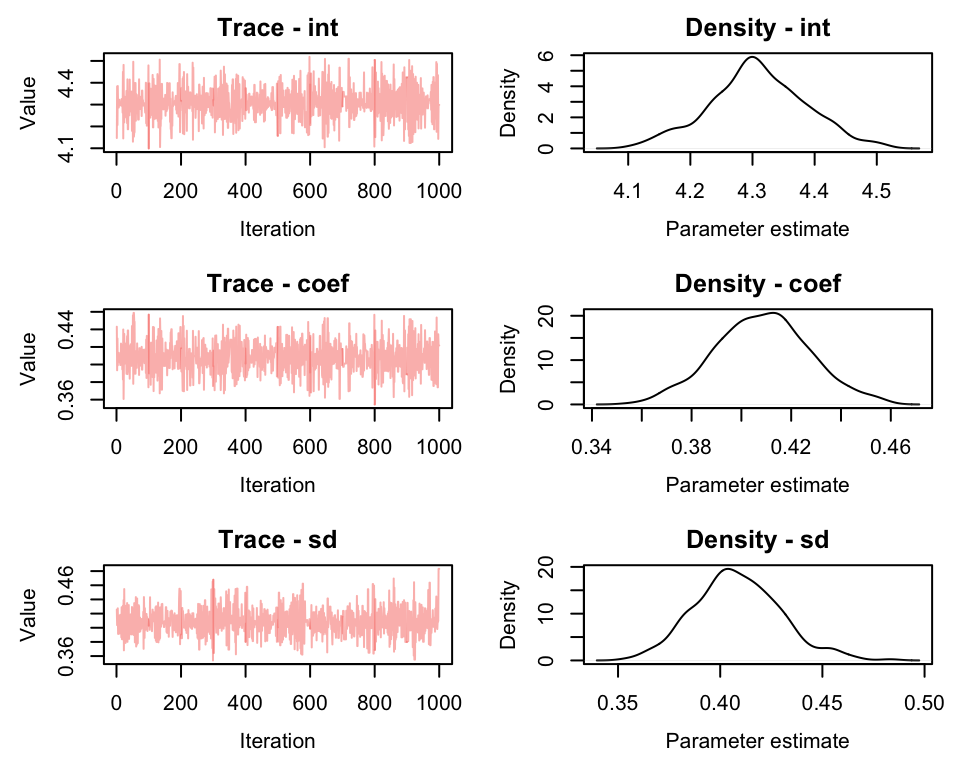 Trace - int
Value
4.1 4.4
0 200 400 600 800 1000
Iteration
Density - int
Density
0 2 4 6
4.1 4.2 4.3 4.4 4.5
Parameter estimate
Trace - coef
Value
0.36 0.44
0 200 400 600 800 1000
Iteration
Density - coef
Density
0 10 20
0.34 0.38 0.42 0.46
Parameter estimate
Trace - sd
Value
0.36 0.46
0 200 400 600 800 1000
Iteration
Density - sd
Density
0 10 20
0.35 0.40 0.45 0.50
Parameter estimate